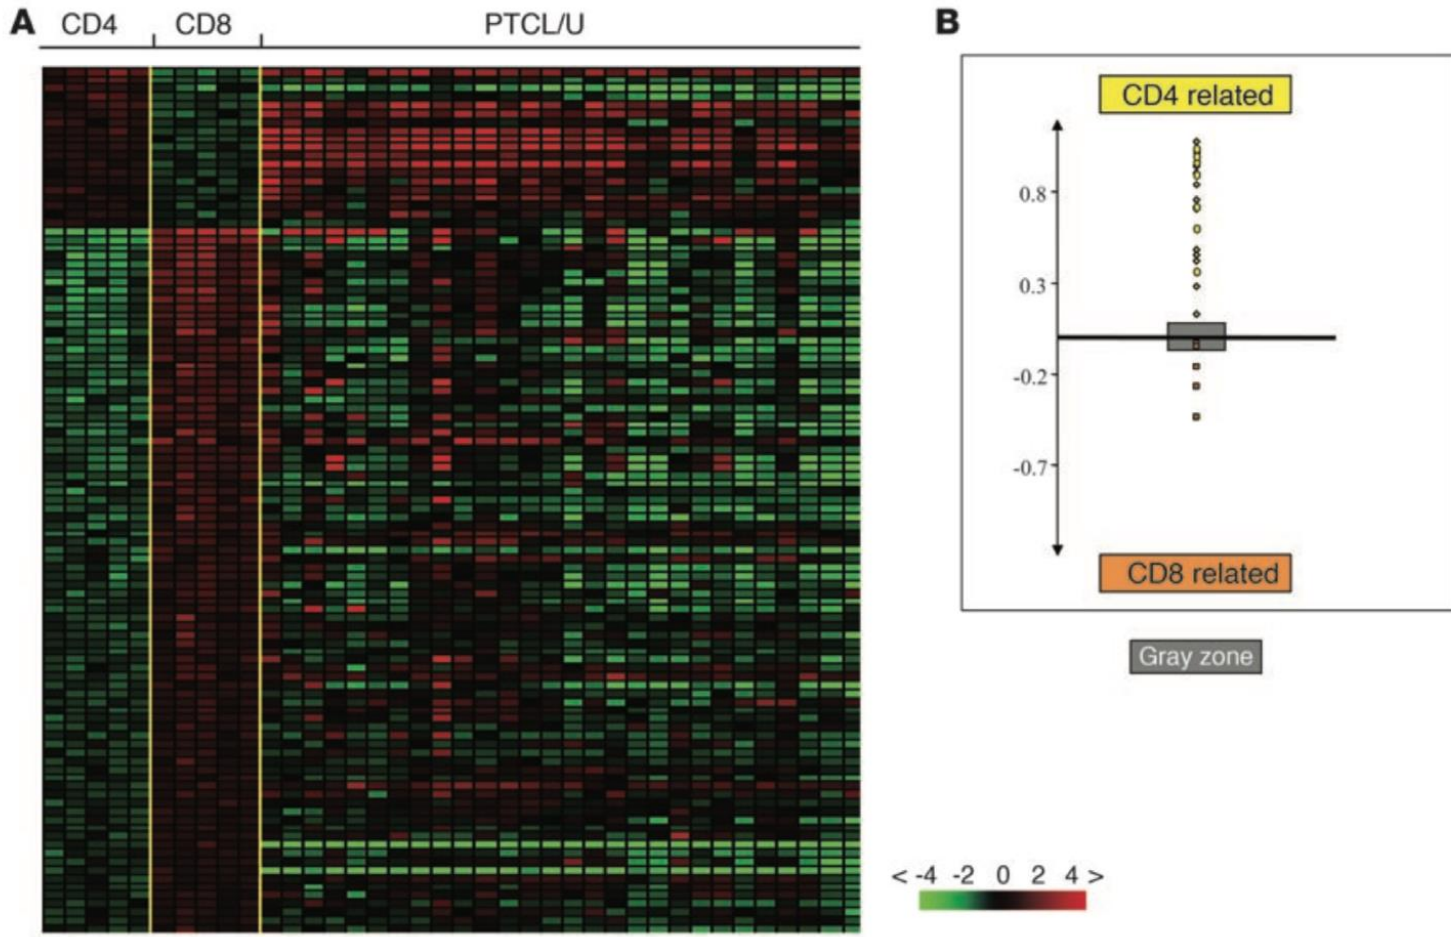 A
CD4 CD8 PTCL/U
B
CD4 related
0.8
0.3
-0.2
-0.7
CD8 related
Gray zone
< -4 -2 0 2 4 >